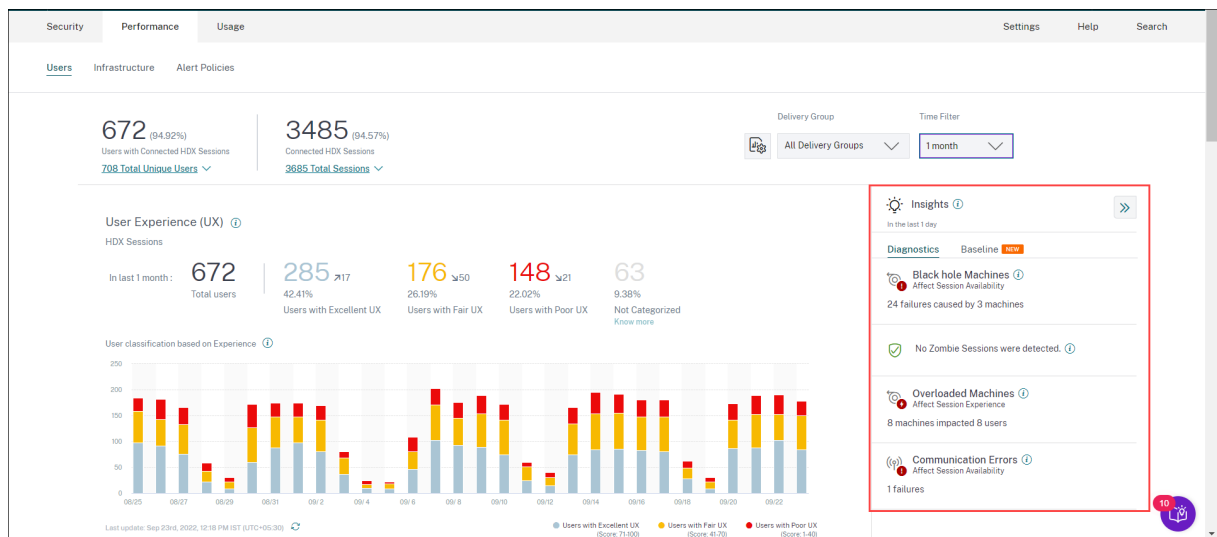 Security Performance Usage Settings Help Search
Users Infrastructure Alert Policies
672 (94.92%)
Users with Connected HDX Sessions
708 Total Unique Users
3485 (94.57%)
Connected HDX Sessions
3685 Total Sessions
Delivery Group
All Delivery Groups
Time Filter
1 month
User Experience (UX)
HDX Sessions
In last 1 month :
672
Total users
285 17
42.41%
Users with Excellent UX
176 50
26.19%
Users with Fair UX
148 21
22.02%
Users with Poor UX
63
9.38%
Not Categorized
Know more
User classification based on Experience
250
200
150
100
50
0
08/25 08/27 08/29 08/31 09/ 2 09/ 4 09/ 6 09/ 8 09/10 09/12 09/14 09/16 09/18 09/20 09/22
Last update: Sep 23rd, 2022, 12:18 PM IST (UTC+05:30)
Users with Excellent UX
(Score: 71-100)
Users with Fair UX
(Score: 41-70)
Users with Poor UX
(Score: 1-40)
Insights
In the last 1 day
Diagnostics Baseline NEW
Black hole Machines
Affect Session Availability
24 failures caused by 3 machines
No Zombie Sessions were detected.
Overloaded Machines
Affect Session Experience
8 machines impacted 8 users
Communication Errors
Affect Session Availability
1 failures
10